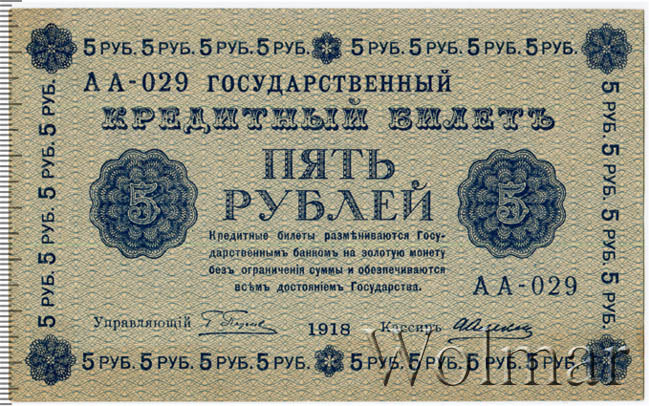 5 РУБ. 5 РУБ. 5 РУБ. 5 РУБ. 5 РУБ. 5 РУБ. 5 РУБ. 5 РУБ.
АА-029 ГОСУДАРСТВЕННЫЙ
КРЕДИТНЫЙ БИЛЕТЪ
5 ПЯТЬ 5
РУБЛЕЙ
Кредитные билеты размѣниваются Госу-
дарственнымъ банкомъ на золотую монету
безъ ограниченія суммы и обезпечиваются
всѣмъ достояніемъ Государства.
АА-029
Управляющій 1918 Кассиръ
5 РУБ. 5 РУБ. 5 РУБ. 5 РУБ. 5 РУБ. 5 РУБ. 5 РУБ. 5 РУБ.
5 РУБ. 5 РУБ. 5 РУБ. 5 РУБ.
5 РУБ. 5 РУБ. 5 РУБ. 5 РУБ.
Wolmar